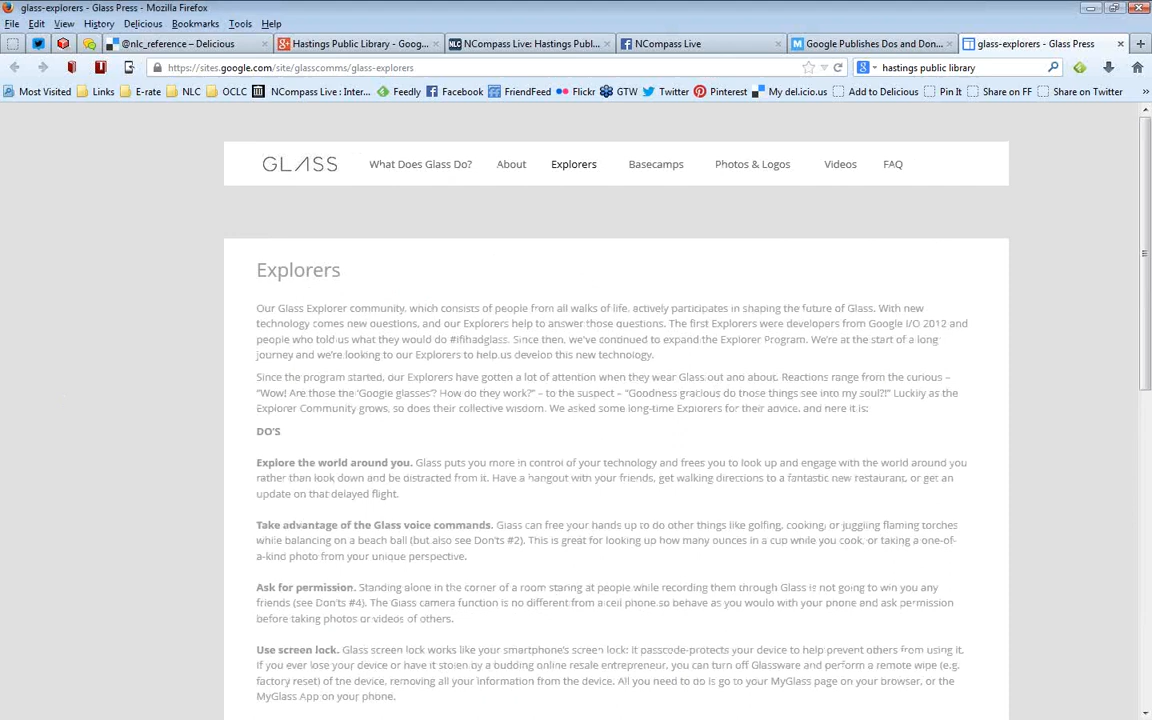 glass-explorers - Glass Press - Mozilla Firefox
File Edit View History Delicious Bookmarks Tools Help
@nlc_reference – Delicious Hastings Public Library - Goog... NCompass Live: Hastings Publ... NCompass Live Google Publishes Dos and Don... glass-explorers - Glass Press
https://sites.google.com/site/glasscomms/glass-explorers hastings public library
Most Visited Links E-rate NLC OCLC NCompass Live : Inter... Feedly Facebook FriendFeed Flickr GTW Twitter Pinterest My del.icio.us Add to Delicious Pin It Share on FF Share on Twitter »
GLASS What Does Glass Do? About Explorers Basecamps Photos & Logos Videos FAQ
Explorers
Our Glass Explorer community, which consists of people from all walks of life, actively participates in shaping the future of Glass. With new
technology comes new questions, and our Explorers help to answer those questions. The first Explorers were developers from Google I/O 2012 and
people who told us what they would do #ifihadglass. Since then, we've continued to expand the Explorer Program. We're at the start of a long
journey and we're looking to our Explorers to help us develop this new technology.
Since the program started, our Explorers have gotten a lot of attention when they wear Glass out and about. Reactions range from the curious –
“Wow! Are those the ‘Google glasses’? How do they work?” – to the suspect – “Goodness gracious do those things see into my soul?!” Luckily as the
Explorer Community grows, so does their collective wisdom. We asked some long-time Explorers for their advice, and here it is:
DO'S
Explore the world around you. Glass puts you more in control of your technology and frees you to look up and engage with the world around you
rather than look down and be distracted from it. Have a hangout with your friends, get walking directions to a fantastic new restaurant, or get an
update on that delayed flight.
Take advantage of the Glass voice commands. Glass can free your hands up to do other things like golfing, cooking, or juggling flaming torches
while balancing on a beach ball (but also see Don'ts #2). This is great for looking up how many ounces in a cup while you cook, or taking a one-of-
a-kind photo from your unique perspective.
Ask for permission. Standing alone in the corner of a room staring at people while recording them through Glass is not going to win you any
friends (see Don'ts #4). The Glass camera function is no different from a cell phone so behave as you would with your phone and ask permission
before taking photos or videos of others.
Use screen lock. Glass screen lock works like your smartphone's screen lock: it passcode-protects your device to help prevent others from using it.
If you ever lose your device or have it stolen by a budding online resale entrepreneur, you can turn off Glassware and perform a remote wipe (e.g.
factory reset) of the device, removing all your information from the device. All you need to do is go to your MyGlass page on your browser, or the
MyGlass App on your phone.